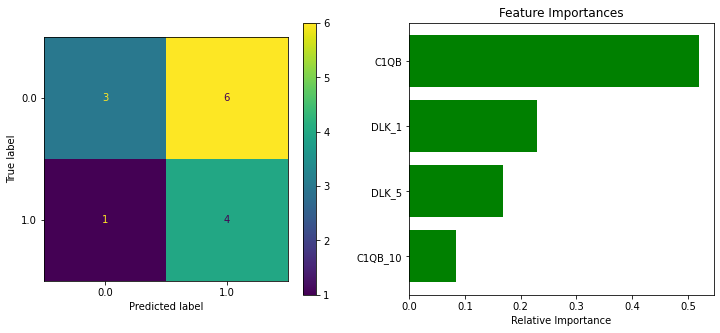 Feature Importances
0.0
1.0
True label
3
6
1
4
0.0
1.0
Predicted label
6
5
4
3
2
1
C1QB
DLK_1
DLK_5
C1QB_10
0.0
0.1
0.2
0.3
0.4
0.5
Relative Importance